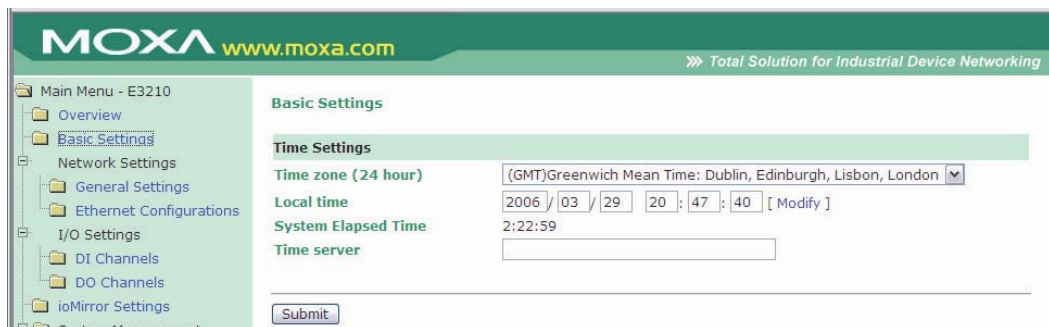 MOXA www.moxa.com
Total Solution for Industrial Device Networking
Main Menu - E3210
Overview
Basic Settings
Network Settings
General Settings
Ethernet Configurations
I/O Settings
DI Channels
DO Channels
ioMirror Settings
Basic Settings
Time Settings
Time zone (24 hour) (GMT)Greenwich Mean Time: Dublin, Edinburgh, Lisbon, London
Local time 2006 / 03 / 29 20 : 47 : 40 [ Modify ]
System Elapsed Time 2:22:59
Time server
Submit